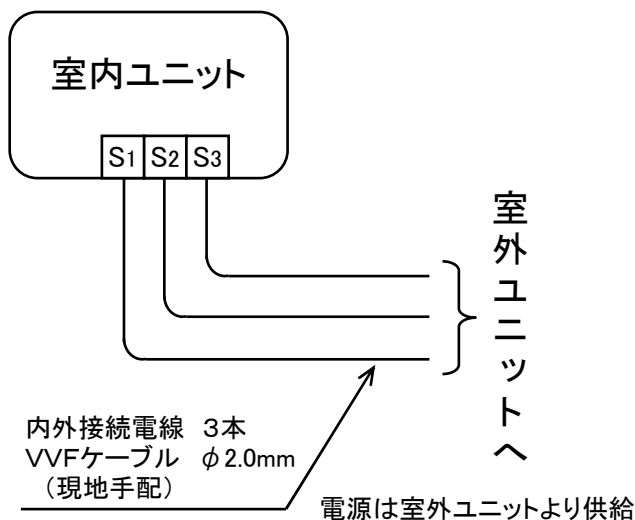 室内ユニット
S1 S2 S3
室外ユニットへ
内外接続電線 3本
VVFケーブル φ2.0mm
(現地手配)
電源は室外ユニットより供給